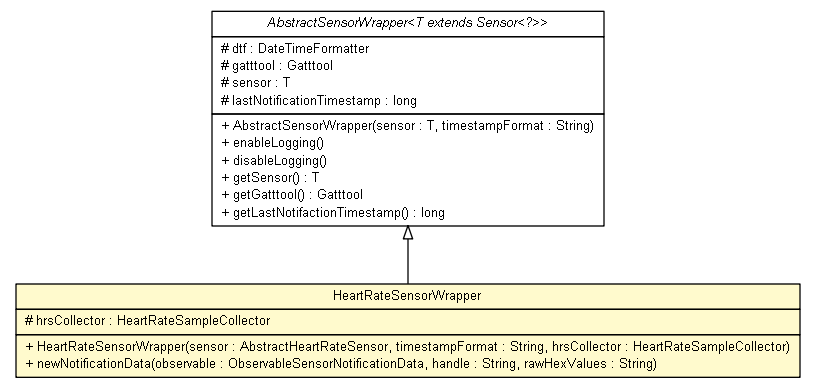 AbstractSensorWrapper<T extends Sensor<?>>
# dtf : DateTimeFormatter
# gatttool : Gatttool
# sensor : T
# lastNotificationTimestamp : long
+ AbstractSensorWrapper(sensor : T, timestampFormat : String)
+ enableLogging()
+ disableLogging()
+ getSensor() : T
+ getGatttool() : Gatttool
+ getLastNotifactionTimestamp() : long
HeartRateSensorWrapper
# hrsCollector : HeartRateSampleCollector
+ HeartRateSensorWrapper(sensor : AbstractHeartRateSensor, timestampFormat : String, hrsCollector : HeartRateSampleCollector)
+ newNotificationData(observable : ObservableSensorNotificationData, handle : String, rawHexValues : String)